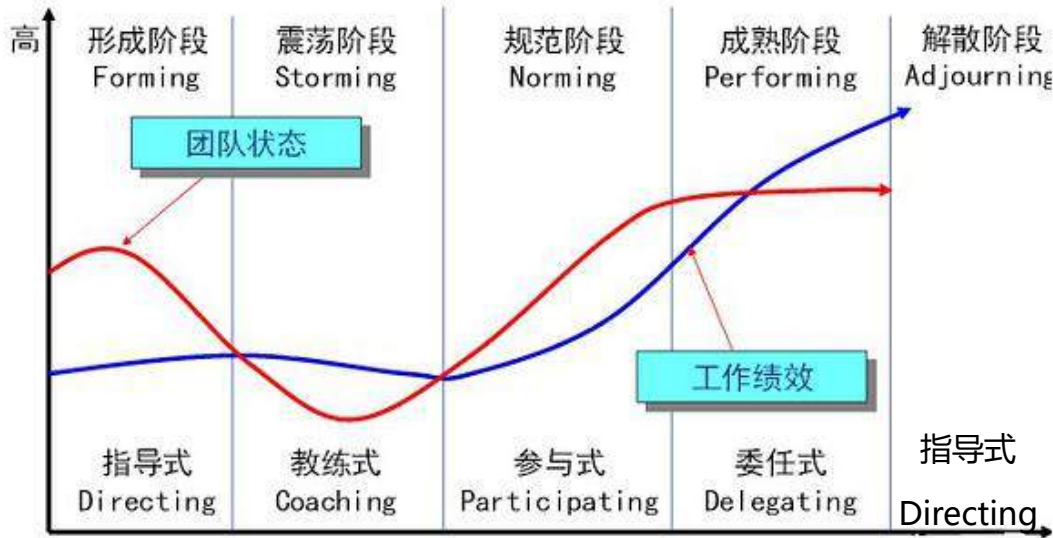 高
形成阶段
Forming
震荡阶段
Storming
规范阶段
Norming
成熟阶段
Performing
解散阶段
Adjourning
团队状态
工作绩效
指导式
Directing
教练式
Coaching
参与式
Participating
委任式
Delegating
指导式
Directing